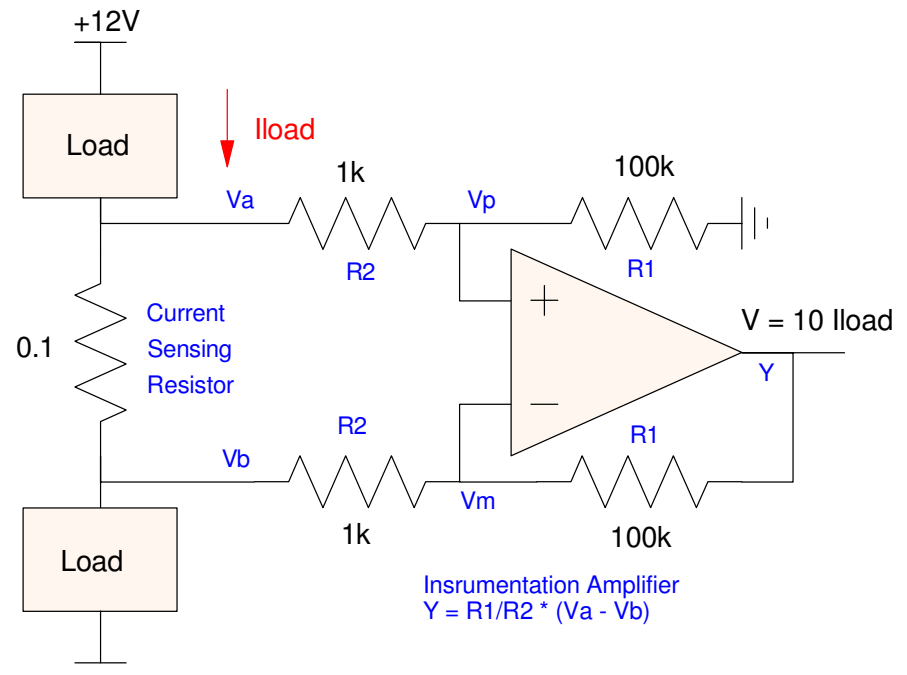 +12V
Load
Iload
1k
100k
Va
Vp
R2
R1
Current
Sensing
Resistor
0.1
+
V = 10 Iload
Y
−
R2
R1
Vb
Vm
1k
100k
Load
Insrumentation Amplifier
Y = R1/R2 * (Va - Vb)